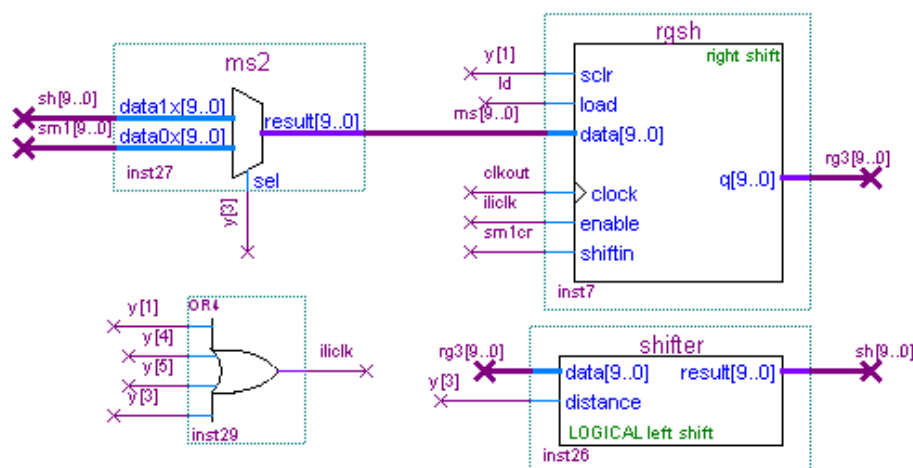 ms2
sh[9..0]
data1x[9..0]
sm1[9..0]
data0x[9..0]
result[9..0]
inst27
sel
y[3]
rgsh
right shift
y[1]
sclr
ld
load
ms[9..0]
data[9..0]
clkout
clock
q[9..0]
rg3[9..0]
iliclk
enable
sm1cr
shiftin
inst7
OR4
y[1]
y[4]
y[5]
y[3]
iliclk
inst29
shifter
rg3[9..0]
data[9..0]
result[9..0]
sh[9..0]
y[3]
distance
LOGICAL left shift
inst26